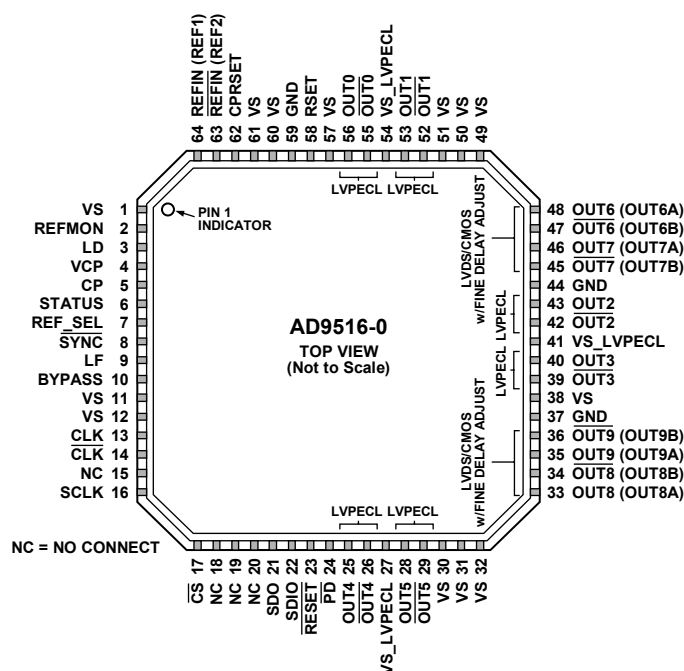 64 REFIN (REF1)
63 REFIN (REF2)
62 CPRSET
61 VS
60 VS
59 GND
58 RSET
57 VS
56 OUT0
55 OUT0
54 VS_LVPECL
53 OUT1
52 OUT1
51 VS
50 VS
49 VS
LVPECL LVPECL
VS 1
REFMON 2
LD 3
VCP 4
CP 5
STATUS 6
REF_SEL 7
SYNC 8
LF 9
BYPASS 10
VS 11
VS 12
CLK 13
CLK 14
NC 15
SCLK 16
PIN 1
INDICATOR
AD9516-0
TOP VIEW
(Not to Scale)
LVDS/CMOS
w/FINE DELAY ADJUST
LVPECL
LVPECL
LVDS/CMOS
w/FINE DELAY ADJUST
48 OUT6 (OUT6A)
47 OUT6 (OUT6B)
46 OUT7 (OUT7A)
45 OUT7 (OUT7B)
44 GND
43 OUT2
42 OUT2
41 VS_LVPECL
40 OUT3
39 OUT3
38 VS
37 GND
36 OUT9 (OUT9B)
35 OUT9 (OUT9A)
34 OUT8 (OUT8B)
33 OUT8 (OUT8A)
LVPECL LVPECL
NC = NO CONNECT
CS 17
NC 18
NC 19
NC 20
SDO 21
SDIO 22
RESET 23
PD 24
OUT4 25
OUT4 26
VS_LVPECL 27
OUT5 28
OUT5 29
VS 30
VS 31
VS 32